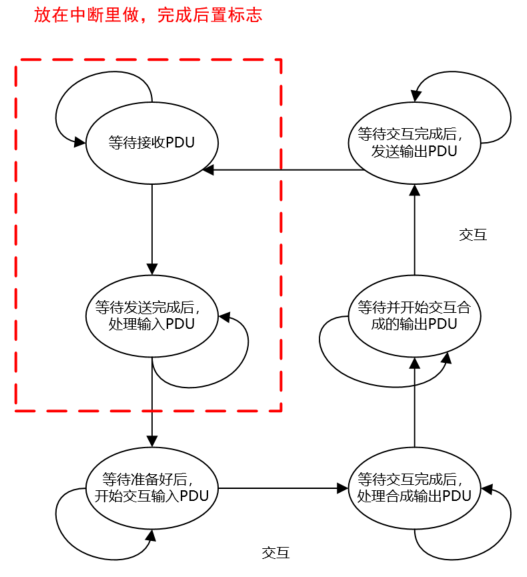 放在中断里做，完成后置标志
等待接收PDU
等待交互完成后，
发送输出PDU
交互
等待发送完成后，
处理输入PDU
等待并开始交互合
成的输出PDU
等待准备好后，
开始交互输入PDU
等待交互完成后，
处理合成输出PDU
交互